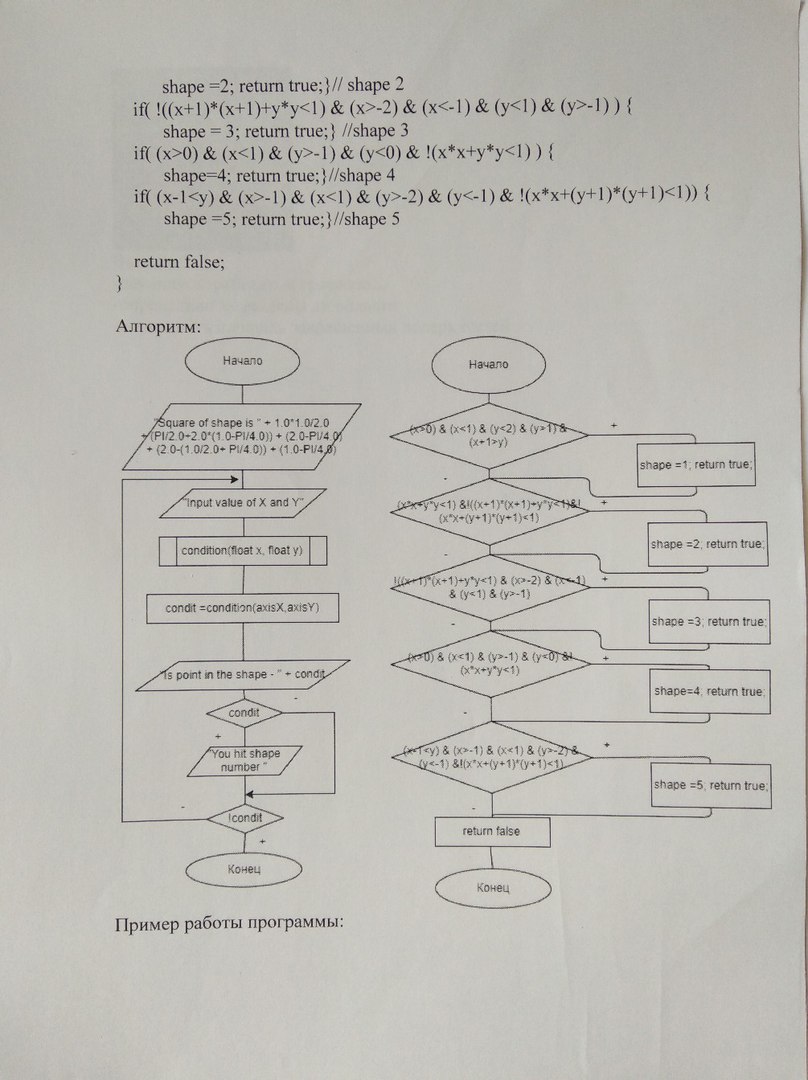 shape =2; return true;}// shape 2
if( !((x+1)*(x+1)+y*y<1) & (x>-2) & (x<-1) & (y<1) & (y>-1) ) {
shape = 3; return true;} //shape 3
if( (x>0) & (x<1) & (y>-1) & (y<0) & !(x*x+y*y<1) ) {
shape=4; return true;}//shape 4
if( (x-1<y) & (x>-1) & (x<1) & (y>-2) & (y<-1) & !(x*x+(y+1)*(y+1)<1)) {
shape =5; return true;}//shape 5
return false;
}
Алгоритм:
Начало
"Square of shape is " + 1.0*1.0/2.0
+ (PI/2.0+2.0*(1.0-PI/4.0)) + (2.0-PI/4.0)
+ (2.0-(1.0/2.0+ PI/4.0)) + (1.0-PI/4.0)
"Input value of X and Y"
condition(float x, float y)
condit =condition(axisX,axisY)
"Is point in the shape - " + condit
-
condit
+
"You hit shape
number "
-
!condit
+
Конец
Начало
(x>0) & (x<1) & (y<2) & (y>1) &
(x+1>y)
+
shape =1; return true;
-
(x*x+y*y<1) &!((x+1)*(x+1)+y*y<1)&!
(x*x+(y+1)*(y+1)<1)
+
shape =2; return true;
-
!((x+1)*(x+1)+y*y<1) & (x>-2) & (x<-1)
& (y<1) & (y>-1)
+
shape =3; return true;
-
(x>0) & (x<1) & (y>-1) & (y<0) &!
(x*x+y*y<1)
+
shape=4; return true;
-
(x-1<y) & (x>-1) & (x<1) & (y>-2) &
(y<-1) &!(x*x+(y+1)*(y+1)<1)
+
shape =5; return true;
-
return false
Конец
Пример работы программы: